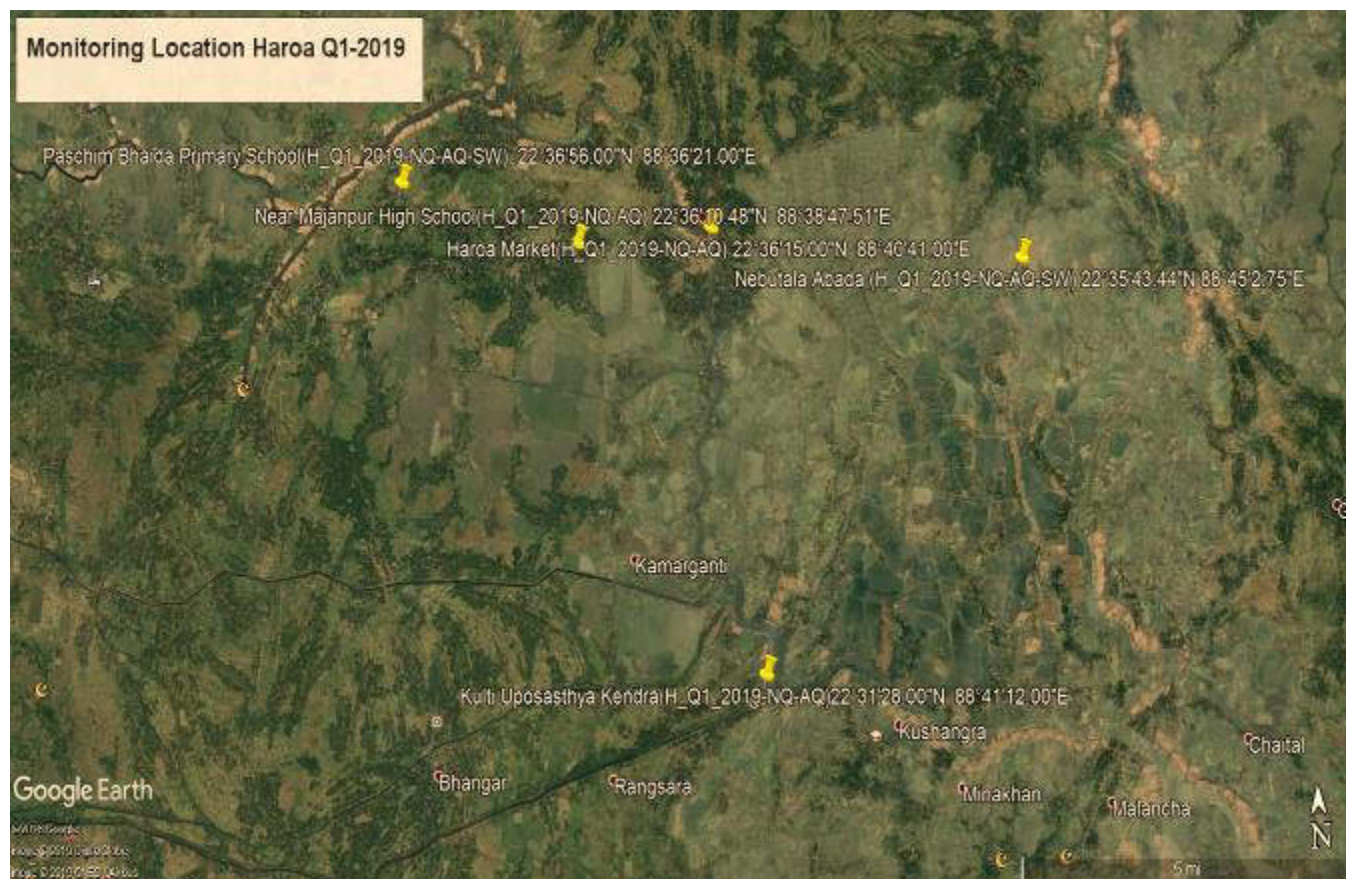 Monitoring Location Haroa Q1-2019
Paschim Bhaida Primary School(H_Q1_2019-NQ-AQ-SW) 22°36'56.00"N 88°36'21.00"E
Near Majanpur High School(H_Q1_2019-NQ AQ) 22°36'10.48"N 88°38'47.51"E
Haroa Market(H_Q1_2019-NQ-AQ) 22°36'15.00"N 88°40'41.00"E
Nebutala Abada (H_Q1_2019-NQ-AQ-SW) 22°35'43.44"N 88°45'2.75"E
Kamarganti
Kulti Uposasthya Kendra(H_Q1_2019-NQ-AQ)22°31'28.00"N 88°41'12.00"E
Kushangra
Chaital
Bhangar
Rangsara
Minakhan
Malancha
Google Earth
N
5 mi